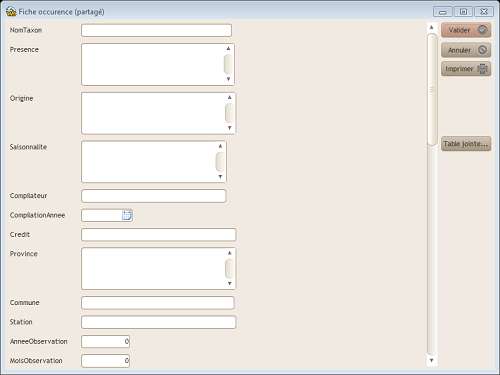 Fiche occurence (partagé)
NomTaxon
Valider
Presence
Annuler
Imprimer
Origine
Saisonnalite
Table jointe...
Compilateur
CompilationAnnee
Credit
Province
Commune
Station
AnneeObservation 0
MoisObservation 0